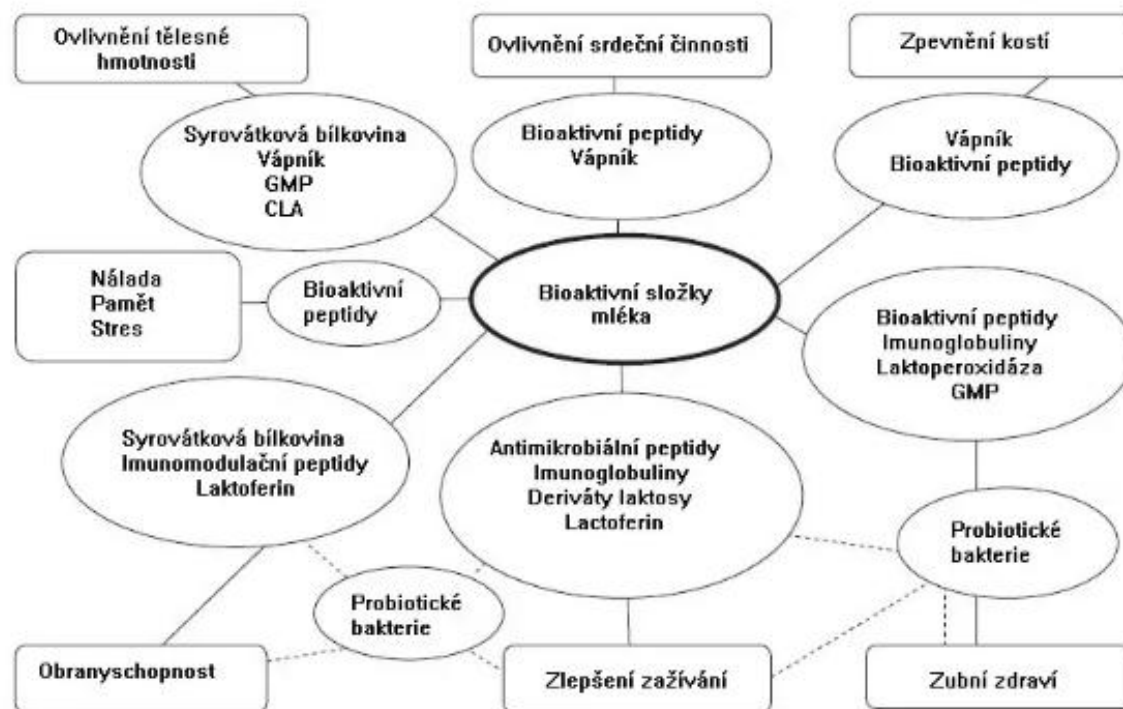 Ovlivnění tělesné
hmotnosti
Ovlivnění srdeční činnosti
Zpevnění kostí
Syrovátková bílkovina
Vápník
GMP
CLA
Bioaktivní peptidy
Vápník
Vápník
Bioaktivní peptidy
Nálada
Pamět
Stres
Bioaktivní
peptidy
Bioaktivní složky
mléka
Bioaktivní peptidy
Imunoglobuliny
Laktoperoxidáza
GMP
Syrovátková bílkovina
Imunomodulační peptidy
Laktoferin
Antimikrobiální peptidy
Imunoglobuliny
Deriváty laktosy
Lactoferin
Probiotické
bakterie
Probiotické
bakterie
Obranyschopnost
Zlepšení zažívání
Zubní zdraví